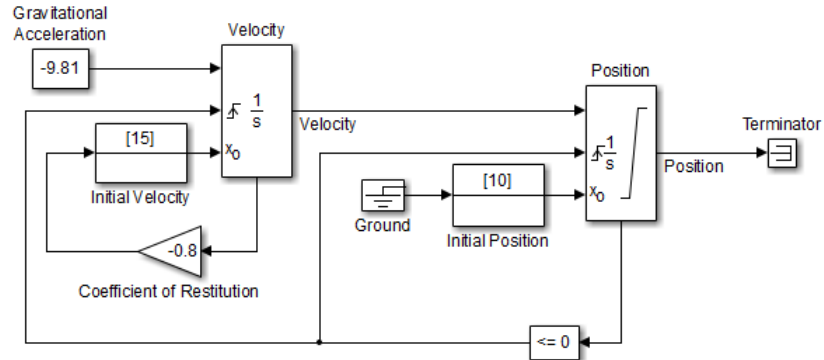 Gravitational
Acceleration
-9.81
Velocity
1
s
x0
Velocity
[15]
Initial Velocity
-0.8
Coefficient of Restitution
Ground
[10]
Initial Position
Position
1
s
x0
Position
Terminator
<= 0